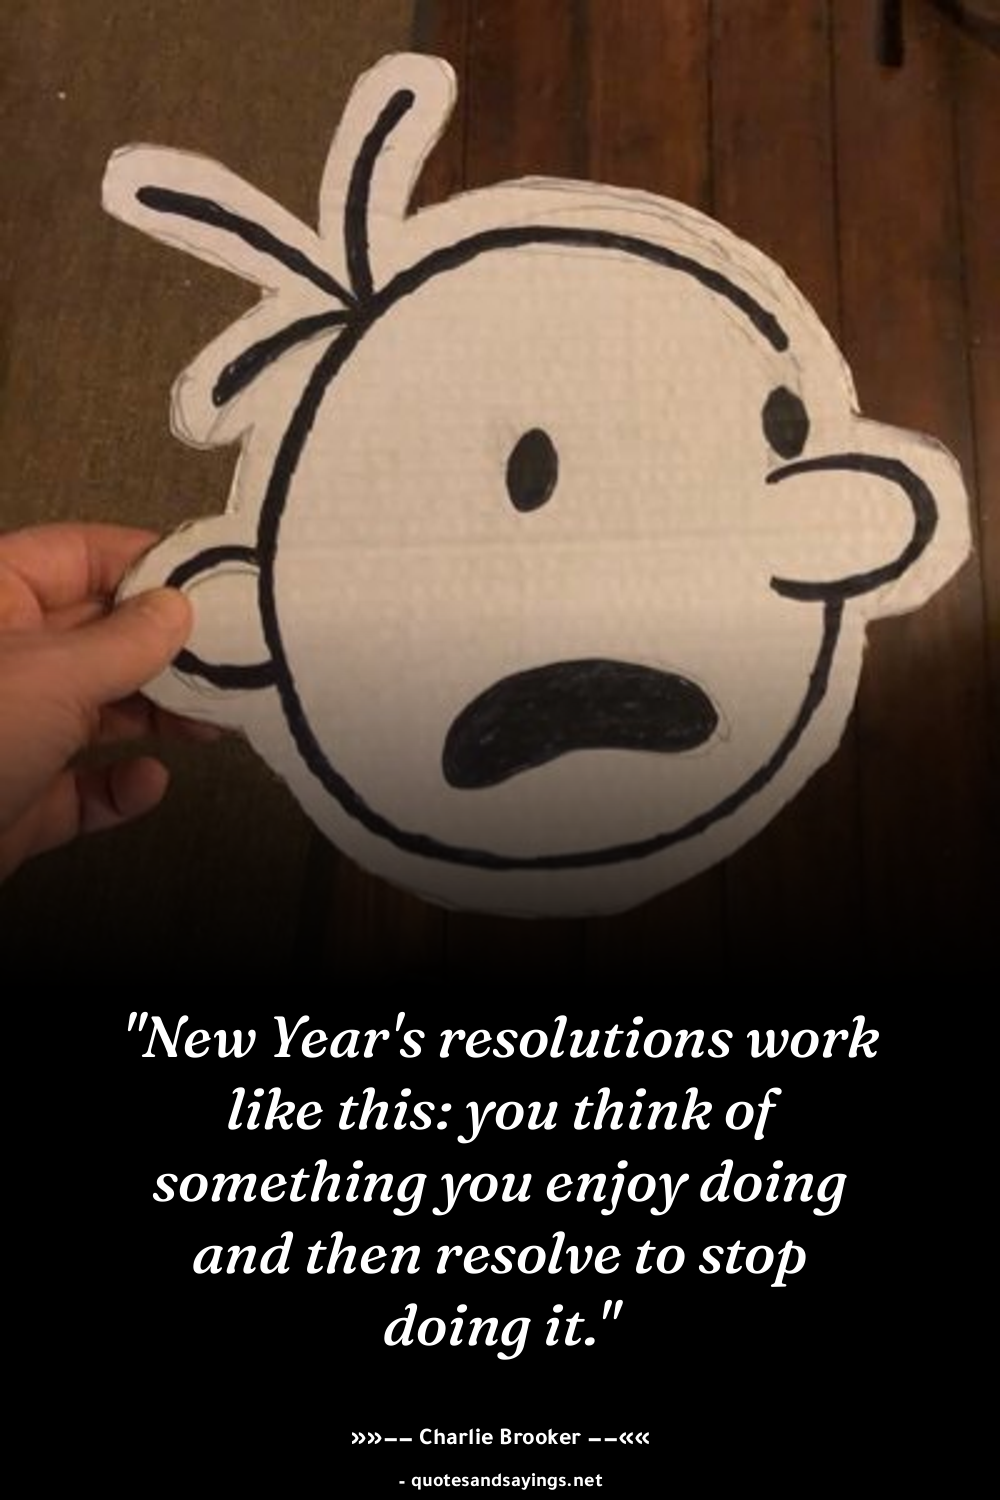 "New Year's resolutions work
like this: you think of
something you enjoy doing
and then resolve to stop
doing it."
»»−− Charlie Brooker −−««
- quotesandsayings.net